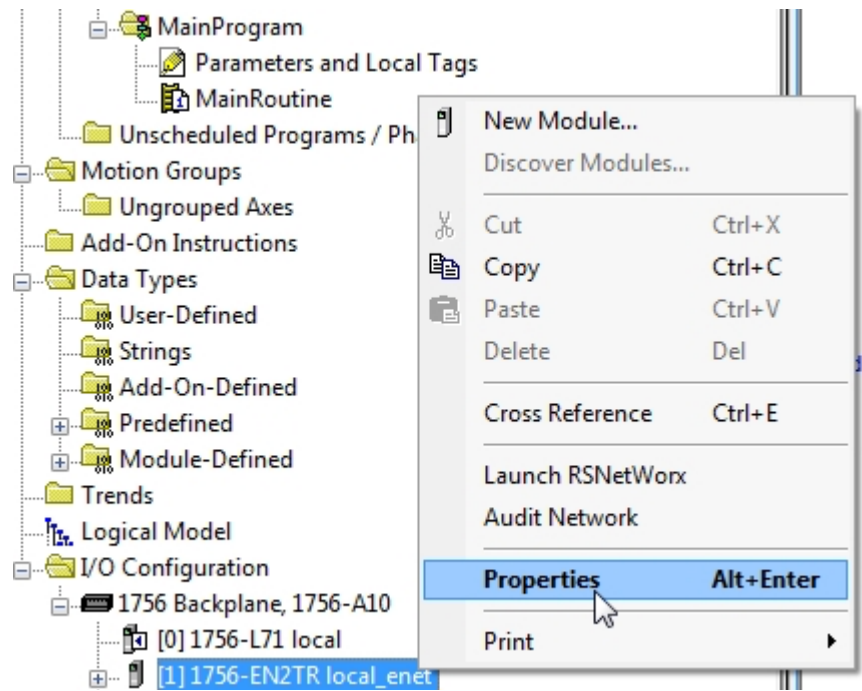 MainProgram
Parameters and Local Tags
MainRoutine
Unscheduled Programs / Ph
Motion Groups
Ungrouped Axes
Add-On Instructions
Data Types
User-Defined
Strings
Add-On-Defined
Predefined
Module-Defined
Trends
Logical Model
I/O Configuration
1756 Backplane, 1756-A10
[0] 1756-L71 local
[1] 1756-EN2TR local_enet
New Module...
Discover Modules...
Cut Ctrl+X
Copy Ctrl+C
Paste Ctrl+V
Delete Del
Cross Reference Ctrl+E
Launch RSNetWorx
Audit Network
Properties Alt+Enter
Print